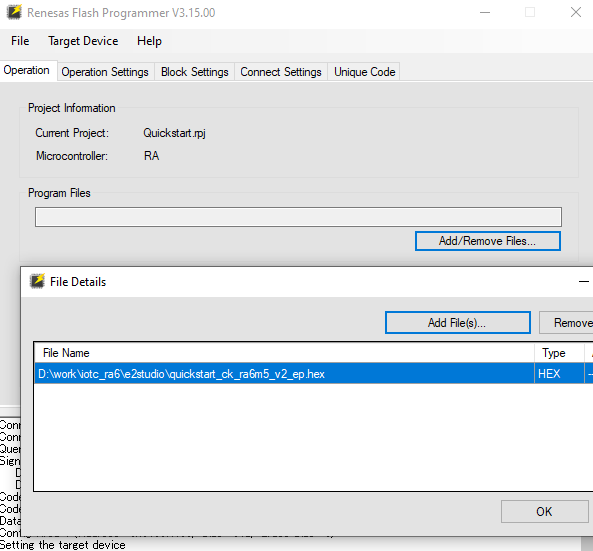 Renesas Flash Programmer V3.15.00
File Target Device Help
Operation Operation Settings Block Settings Connect Settings Unique Code
Project Information
Current Project: Quickstart.rpj
Microcontroller: RA
Program Files
Add/Remove Files...
File Details
Add File(s)... Remove
File Name Type
D:\work\iotc_ra6\e2studio\quickstart_ck_ra6m5_v2_ep.hex HEX
Conn
Conn
Quer
Sign
D
D
Code
Code
Data
OK
Setting the target device